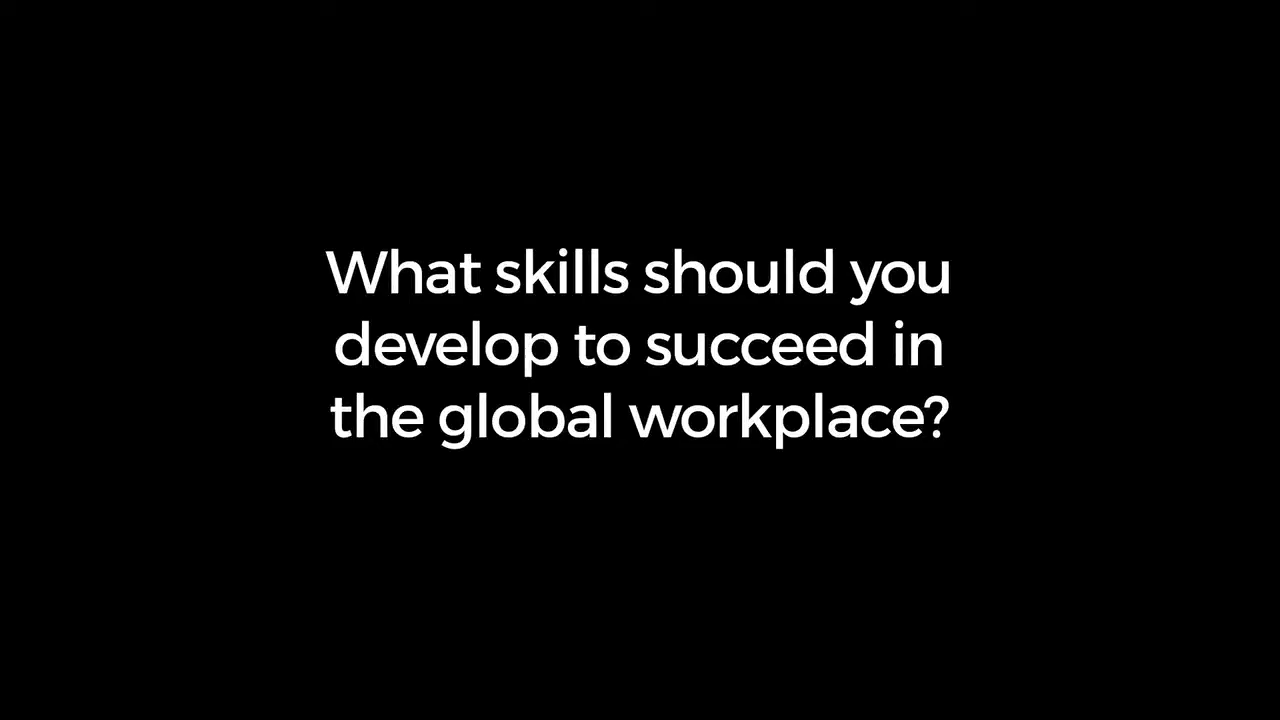 What skills should you
develop to succeed in
the global workplace?